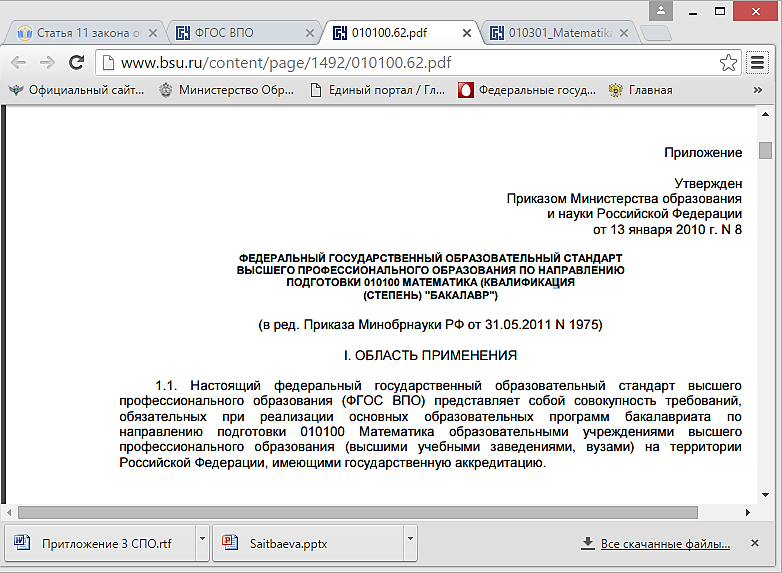 Статья 11 закона о
ФГОС ВПО
010100.62.pdf
010301_Matematika
www.bsu.ru/content/page/1492/010100.62.pdf
Официальный сайт...
Министерство Обр...
Единый портал / Гл...
Федеральные госуд...
Главная
»
Приложение
Утвержден
Приказом Министерства образования
и науки Российской Федерации
от 13 января 2010 г. N 8
ФЕДЕРАЛЬНЫЙ ГОСУДАРСТВЕННЫЙ ОБРАЗОВАТЕЛЬНЫЙ СТАНДАРТ
ВЫСШЕГО ПРОФЕССИОНАЛЬНОГО ОБРАЗОВАНИЯ ПО НАПРАВЛЕНИЮ
ПОДГОТОВКИ 010100 МАТЕМАТИКА (КВАЛИФИКАЦИЯ
(СТЕПЕНЬ) "БАКАЛАВР")
(в ред. Приказа Минобрнауки РФ от 31.05.2011 N 1975)
I. ОБЛАСТЬ ПРИМЕНЕНИЯ
1.1. Настоящий федеральный государственный образовательный стандарт высшего
профессионального образования (ФГОС ВПО) представляет собой совокупность требований,
обязательных при реализации основных образовательных программ бакалавриата по
направлению подготовки 010100 Математика образовательными учреждениями высшего
профессионального образования (высшими учебными заведениями, вузами) на территории
Российской Федерации, имеющими государственную аккредитацию.
Притложение 3 СПО.rtf
Saitbaeva.pptx
Все скачанные файлы...